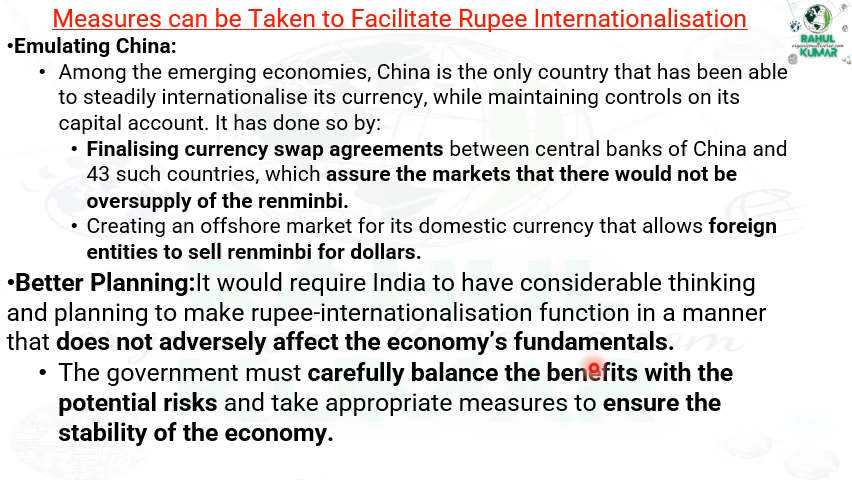 Measures can be Taken to Facilitate Rupee Internationalisation
RAHUL
KUMAR
•Emulating China:
• Among the emerging economies, China is the only country that has been able
to steadily internationalise its currency, while maintaining controls on its
capital account. It has done so by:
• Finalising currency swap agreements between central banks of China and
43 such countries, which assure the markets that there would not be
oversupply of the renminbi.
• Creating an offshore market for its domestic currency that allows foreign
entities to sell renminbi for dollars.
•Better Planning:It would require India to have considerable thinking
and planning to make rupee-internationalisation function in a manner
that does not adversely affect the economy’s fundamentals.
• The government must carefully balance the benefits with the
potential risks and take appropriate measures to ensure the
stability of the economy.